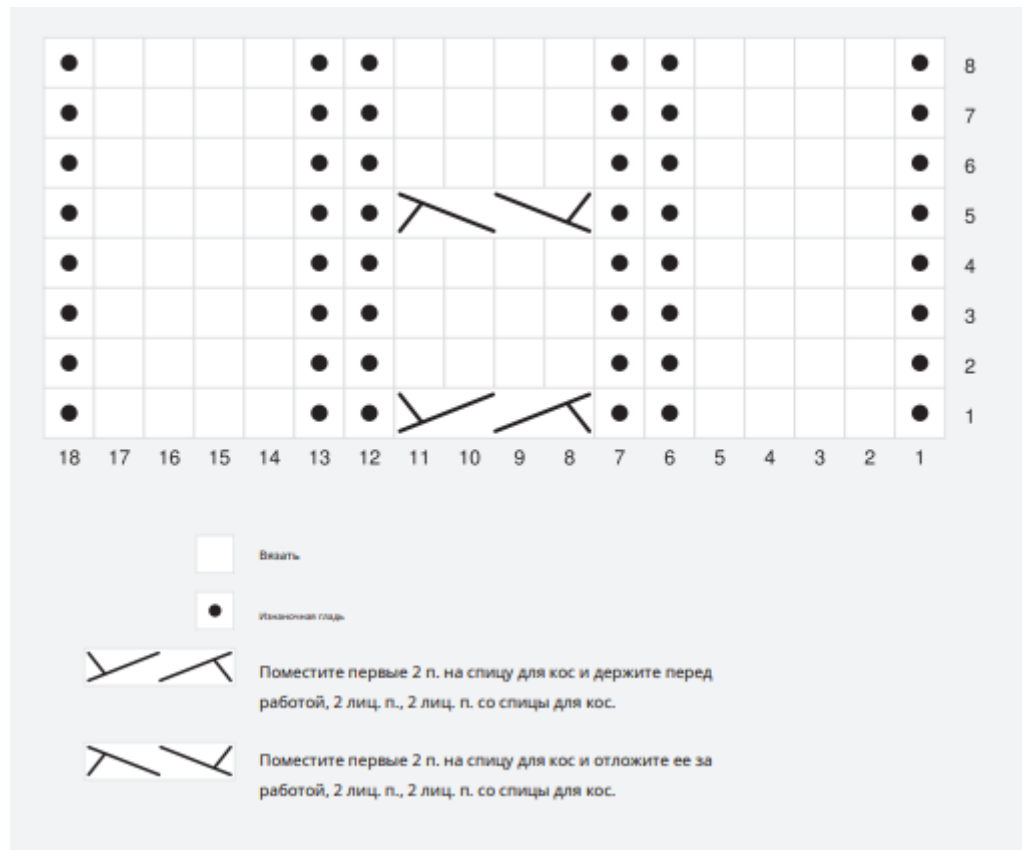 8
7
6
5
4
3
2
1
18 17 16 15 14 13 12 11 10 9 8 7 6 5 4 3 2 1
Вязать
Изнаночная гладь
Поместите первые 2 п. на спицу для кос и держите перед
работой, 2 лиц. п., 2 лиц. п. со спицы для кос.
Поместите первые 2 п. на спицу для кос и отложите ее за
работой, 2 лиц. п., 2 лиц. п. со спицы для кос.